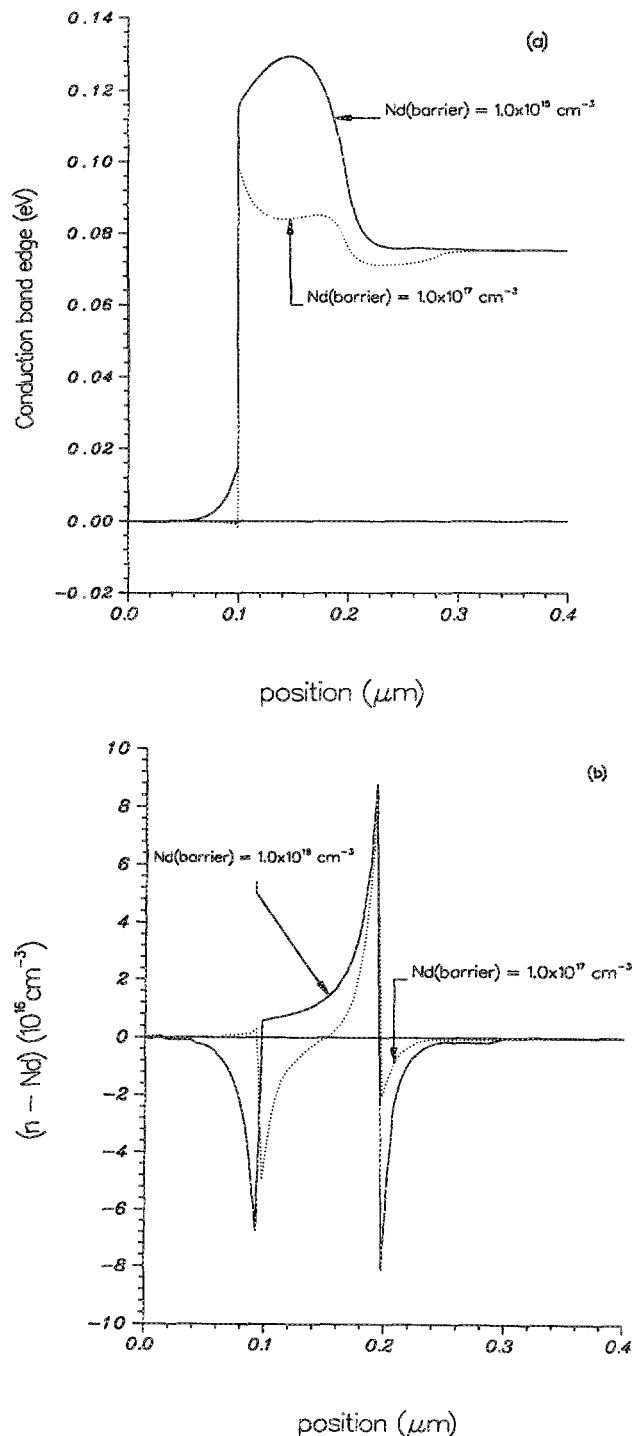 (a)
0.14
0.12
0.10
0.08
0.06
0.04
0.02
0.00
-0.02
Conduction band edge (eV)
Nd(barrier) = 1.0x10¹⁵ cm⁻³
Nd(barrier) = 1.0x10¹⁷ cm⁻³
0.0 0.1 0.2 0.3 0.4
position (μm)
(b)
10
8
6
4
2
0
-2
-4
-6
-8
-10
(n - Nd) (10¹⁶cm⁻³)
Nd(barrier) = 1.0x10¹⁵ cm⁻³
Nd(barrier) = 1.0x10¹⁷ cm⁻³
0.0 0.1 0.2 0.3 0.4
position (μm)